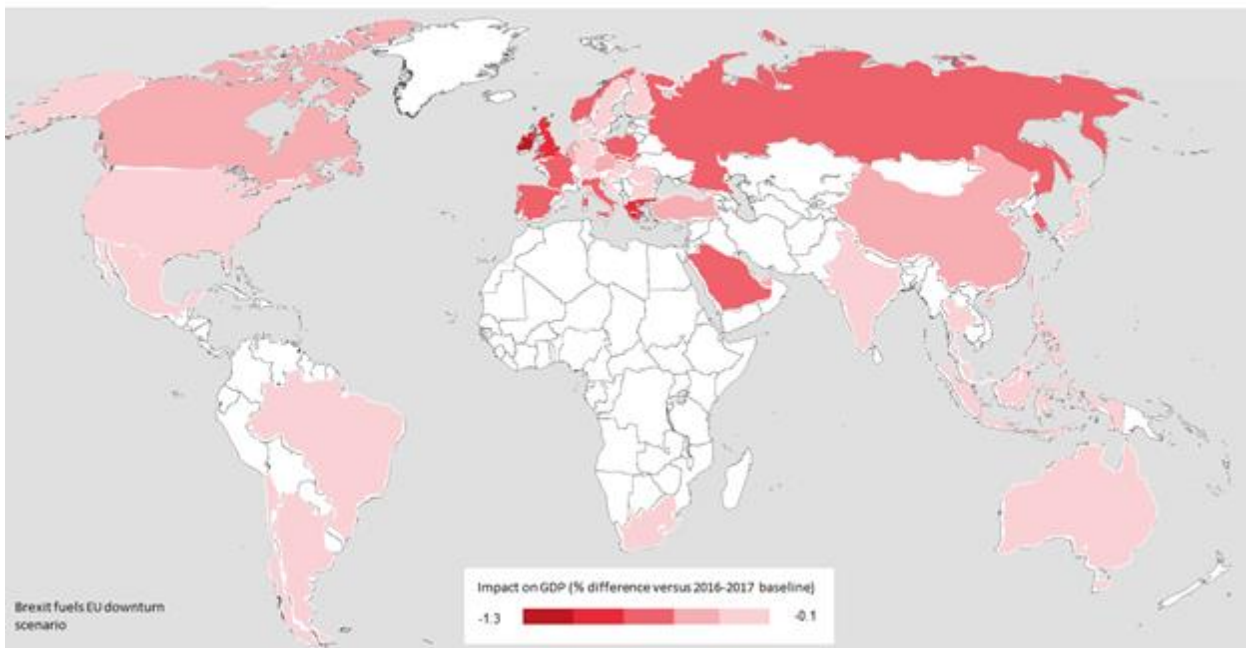 Impact on GDP (% difference versus 2016-2017 baseline)
-1.3
-0.1
Brexit fuels EU downturn
scenario